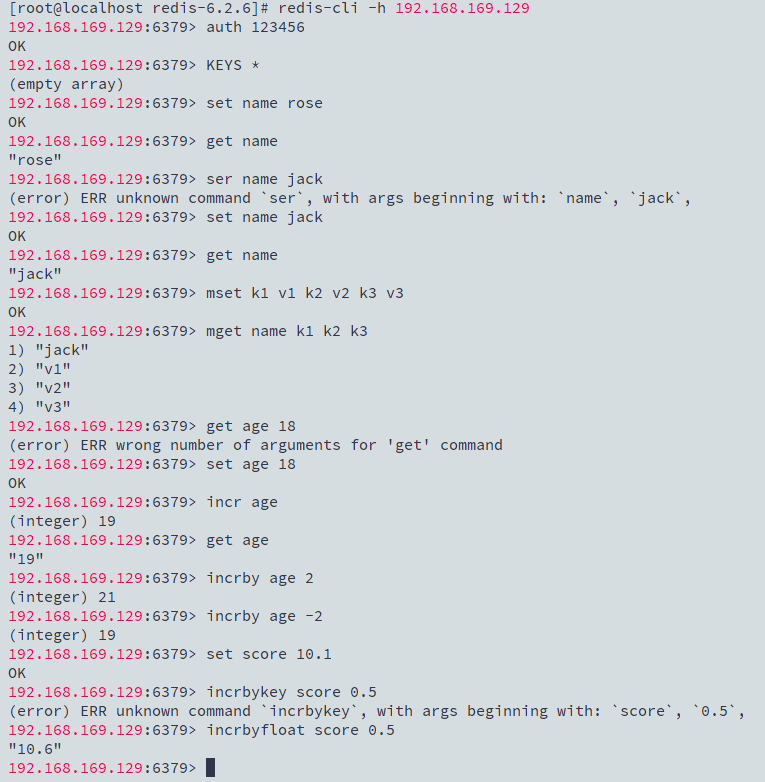 [root@localhost redis-6.2.6]# redis-cli -h 192.168.169.129
192.168.169.129:6379> auth 123456
OK
192.168.169.129:6379> KEYS *
(empty array)
192.168.169.129:6379> set name rose
OK
192.168.169.129:6379> get name
"rose"
192.168.169.129:6379> ser name jack
(error) ERR unknown command `ser`, with args beginning with: `name`, `jack`,
192.168.169.129:6379> set name jack
OK
192.168.169.129:6379> get name
"jack"
192.168.169.129:6379> mset k1 v1 k2 v2 k3 v3
OK
192.168.169.129:6379> mget name k1 k2 k3
1) "jack"
2) "v1"
3) "v2"
4) "v3"
192.168.169.129:6379> get age 18
(error) ERR wrong number of arguments for 'get' command
192.168.169.129:6379> set age 18
OK
192.168.169.129:6379> incr age
(integer) 19
192.168.169.129:6379> get age
"19"
192.168.169.129:6379> incrby age 2
(integer) 21
192.168.169.129:6379> incrby age -2
(integer) 19
192.168.169.129:6379> set score 10.1
OK
192.168.169.129:6379> incrbykey score 0.5
(error) ERR unknown command `incrbykey`, with args beginning with: `score`, `0.5`,
192.168.169.129:6379> incrbyfloat score 0.5
"10.6"
192.168.169.129:6379>